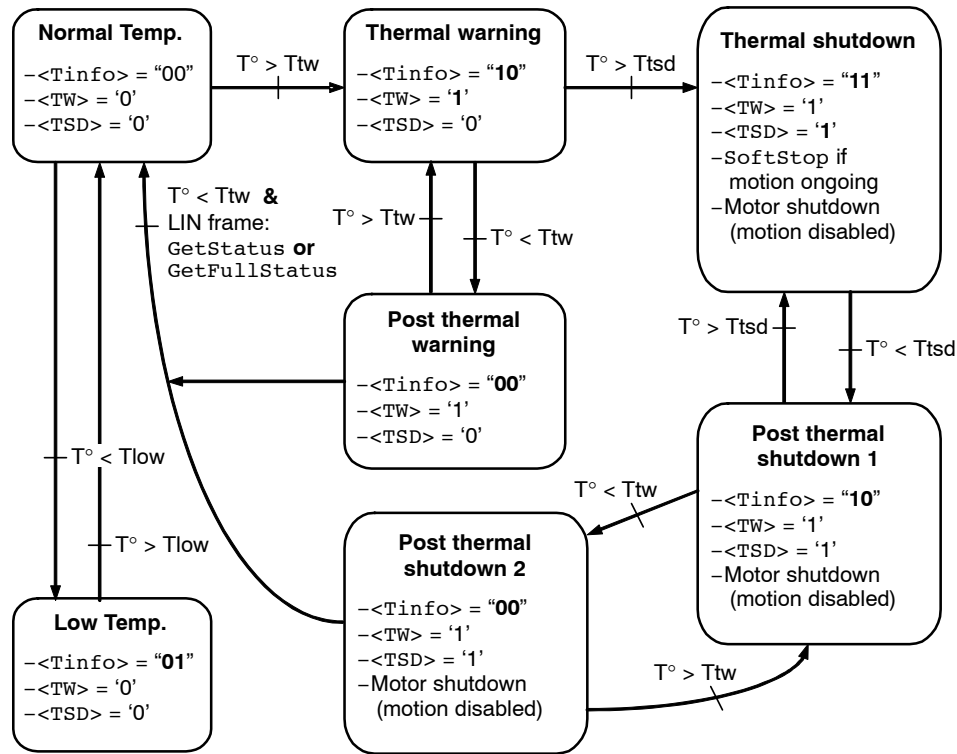 Normal Temp.
–<Tinfo> = “00”
–<TW> = ‘0’
–<TSD> = ‘0’
T° > Ttw
Thermal warning
–<Tinfo> = “10”
–<TW> = ‘1’
–<TSD> = ‘0’
T° > Ttsd
Thermal shutdown
–<Tinfo> = “11”
–<TW> = ‘1’
–<TSD> = ‘1’
–SoftStop if
motion ongoing
–Motor shutdown
(motion disabled)
T° < Ttw &
LIN frame:
GetStatus or
GetFullStatus
T° > Ttw
T° < Ttw
Post thermal
warning
–<Tinfo> = “00”
–<TW> = ‘1’
–<TSD> = ‘0’
T° > Ttsd
T° < Ttsd
Post thermal
shutdown 1
–<Tinfo> = “10”
–<TW> = ‘1’
–<TSD> = ‘1’
–Motor shutdown
(motion disabled)
T° < Tlow
T° > Tlow
T° < Ttw
Post thermal
shutdown 2
–<Tinfo> = “00”
–<TW> = ‘1’
–<TSD> = ‘1’
–Motor shutdown
(motion disabled)
T° > Ttw
Low Temp.
–<Tinfo> = “01”
–<TW> = ‘0’
–<TSD> = ‘0’